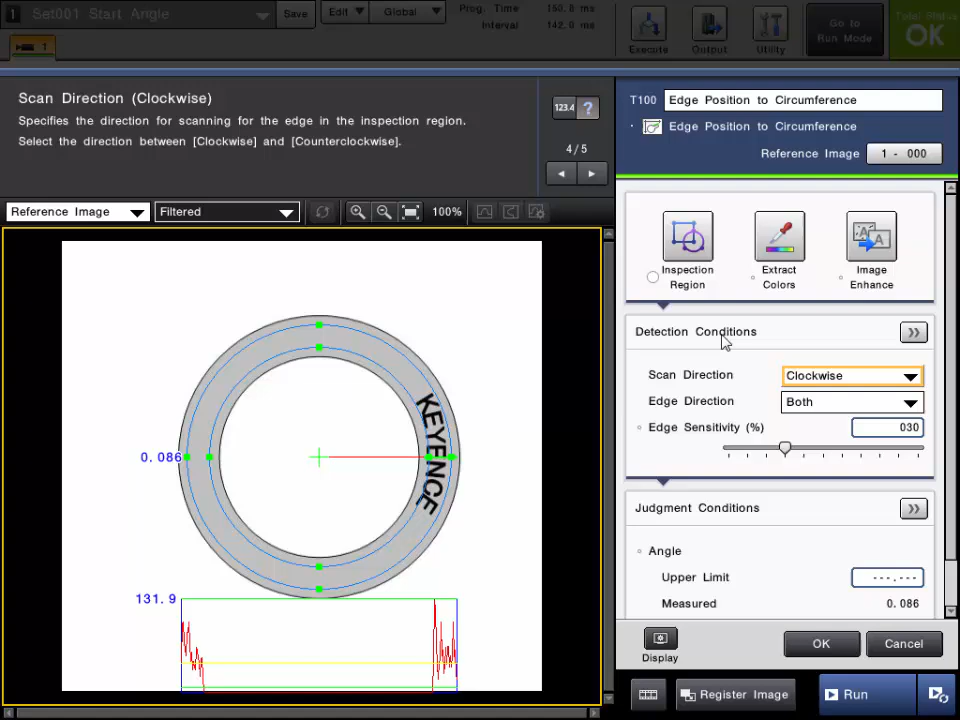 1 Set001 Start Angle
Save
Edit
Global
Prog. Time 150.8 ms
Interval 142.0 ms
Execute
Output
Utility
Go to
Run Mode
Total Status
OK
1
Scan Direction (Clockwise)
Specifies the direction for scanning for the edge in the inspection region.
Select the direction between [Clockwise] and [Counterclockwise].
123.4 ?
4/5
T100 Edge Position to Circumference
Edge Position to Circumference
Reference Image 1 - 000
Reference Image
Filtered
100%
Inspection
Region
Extract
Colors
Image
Enhance
Detection Conditions
Scan Direction Clockwise
Edge Direction Both
Edge Sensitivity (%) 030
Judgment Conditions
Angle
Upper Limit ---.---
Measured 0.086
KEYENCE
0.086
131.9
Display
OK
Cancel
Register Image
Run